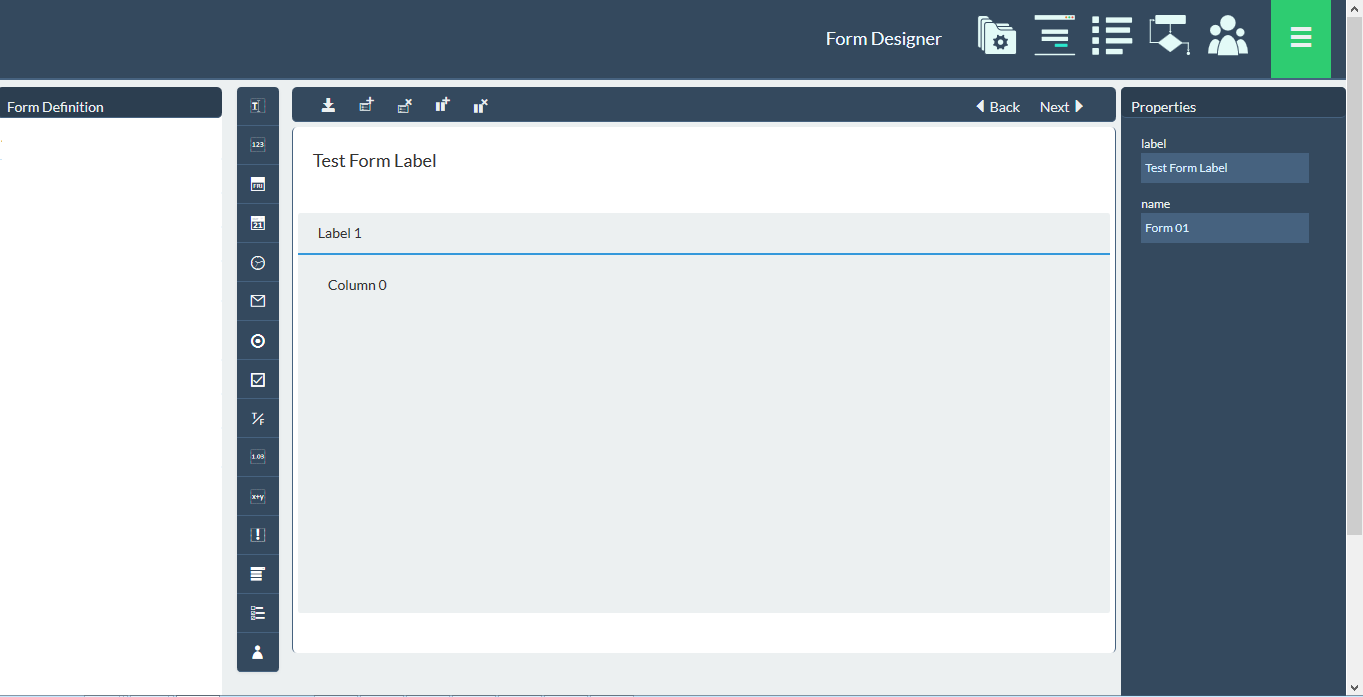 Form Designer
Form Definition
Back Next
Properties
Test Form Label
Label 1
Column 0
label
Test Form Label
name
Form 01
T
123
FRI
21
T/F
1.03
x+y
!